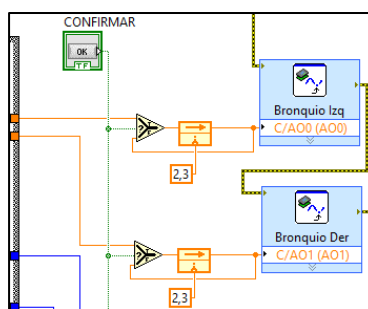 CONFIRMAR
OK
TF
Bronquio Izq
C/AO0 (AO0)
?
2,3
Bronquio Der
C/AO1 (AO1)
?
2,3